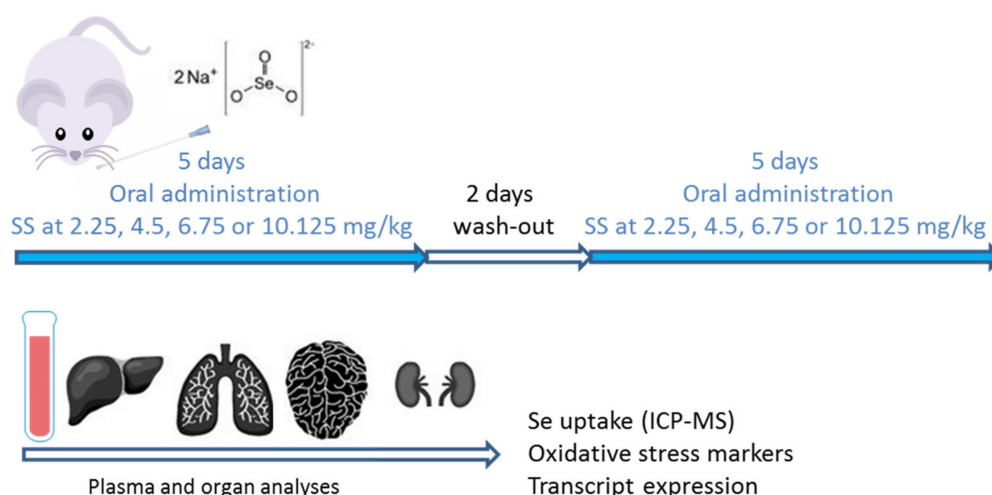 2 Na⁺ [ O Se O O ]²⁻
5 days
Oral administration
SS at 2.25, 4.5, 6.75 or 10.125 mg/kg
2 days
wash-out
5 days
Oral administration
SS at 2.25, 4.5, 6.75 or 10.125 mg/kg
Plasma and organ analyses
Se uptake (ICP-MS)
Oxidative stress markers
Transcript expression